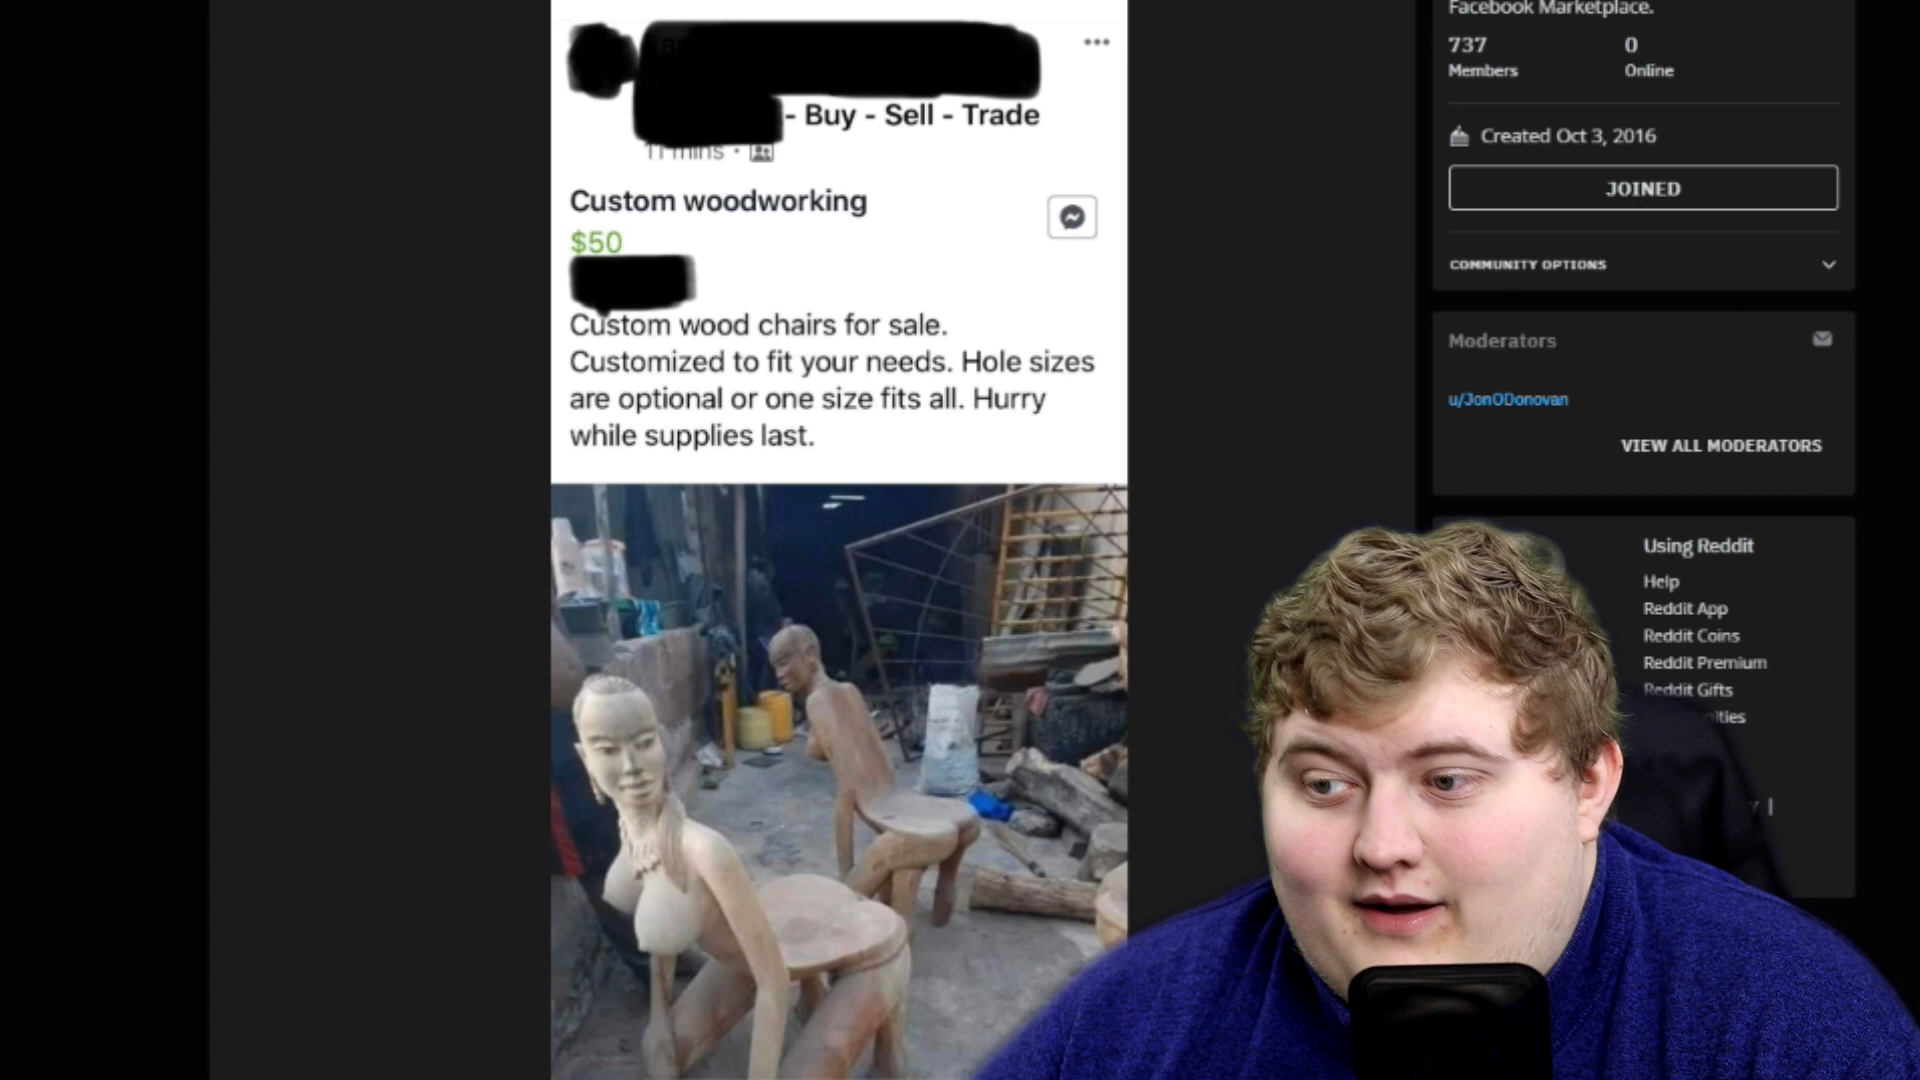 - Buy - Sell - Trade
11 mins ·
Custom woodworking
$50
Custom wood chairs for sale.
Customized to fit your needs. Hole sizes
are optional or one size fits all. Hurry
while supplies last.
Facebook Marketplace.
737
0
Members
Online
Created Oct 3, 2016
JOINED
COMMUNITY OPTIONS
Moderators
u/JonODonovan
VIEW ALL MODERATORS
Using Reddit
Help
Reddit App
Reddit Coins
Reddit Premium
Reddit Gifts